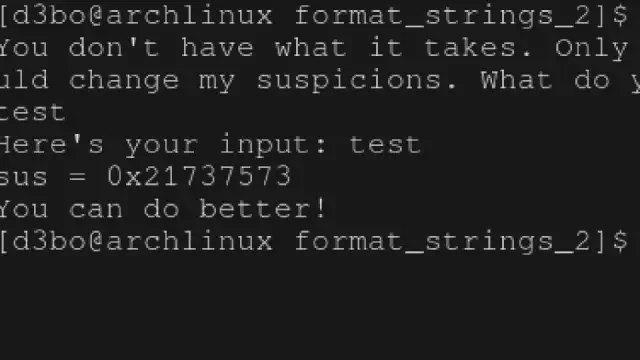 [d3bo@archlinux format_strings_2]$
You don't have what it takes. Only
uld change my suspicions. What do y
test
Here's your input: test
sus = 0x21737573
You can do better!
[d3bo@archlinux format_strings_2]$